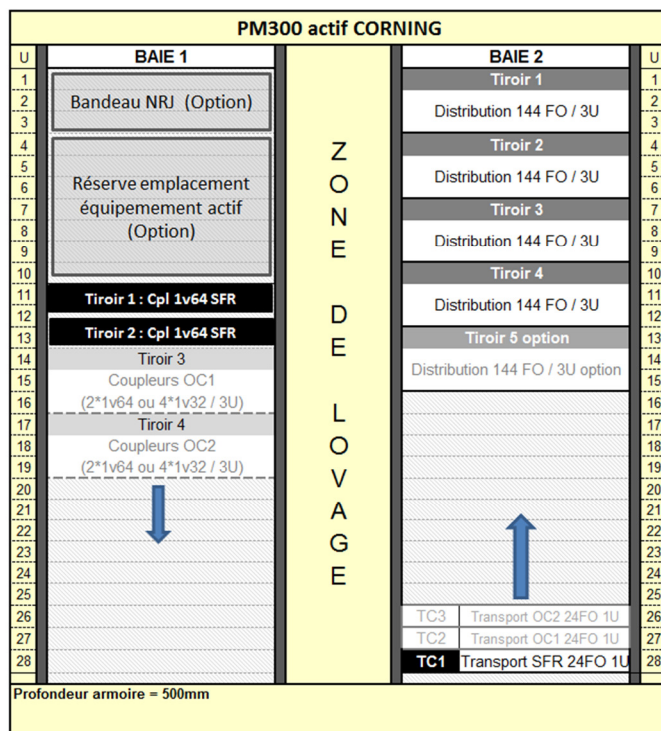 PM300 actif CORNING
U
BAIE 1
BAIE 2
U
1
2
3
4
5
6
7
8
9
10
11
12
13
14
15
16
17
18
19
20
21
22
23
24
25
26
27
28
Bandeau NRJ (Option)
Réserve emplacement
équipemement actif
(Option)
Tiroir 1 : Cpl 1v64 SFR
Tiroir 2 : Cpl 1v64 SFR
Tiroir 3
Coupleurs OC1
(2*1v64 ou 4*1v32 / 3U)
Tiroir 4
Coupleurs OC2
(2*1v64 ou 4*1v32 / 3U)
Z
O
N
E
D
E
L
O
V
A
G
E
Tiroir 1
Distribution 144 FO / 3U
Tiroir 2
Distribution 144 FO / 3U
Tiroir 3
Distribution 144 FO / 3U
Tiroir 4
Distribution 144 FO / 3U
Tiroir 5 option
Distribution 144 FO / 3U option
TC3 Transport OC2 24FO 1U
TC2 Transport OC1 24FO 1U
TC1 Transport SFR 24FO 1U
1
2
3
4
5
6
7
8
9
10
11
12
13
14
15
16
17
18
19
20
21
22
23
24
25
26
27
28
Profondeur armoire = 500mm